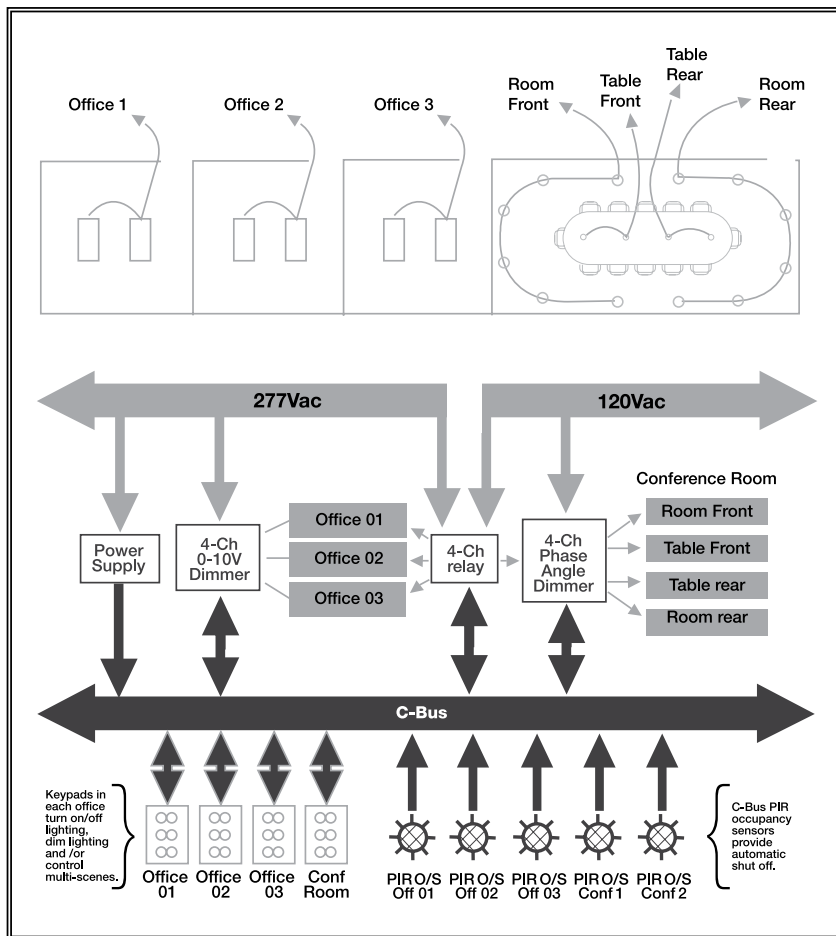 Office 1
Office 2
Office 3
Room
Front
Table
Front
Table
Rear
Room
Rear
277Vac
120Vac
Conference Room
Power
Supply
4-Ch
0-10V
Dimmer
Office 01
Office 02
Office 03
4-Ch
relay
4-Ch
Phase
Angle
Dimmer
Room Front
Table Front
Table rear
Room rear
C-Bus
Keypads in
each office
turn on/off
lighting,
dim lighting
and /or
control
multi-scenes.
Office
01
Office
02
Office
03
Conf
Room
PIR O/S
Off 01
PIR O/S
Off 02
PIR O/S
Off 03
PIR O/S
Conf 1
PIR O/S
Conf 2
C-Bus PIR
occupancy
sensors
provide
automatic
shut off.